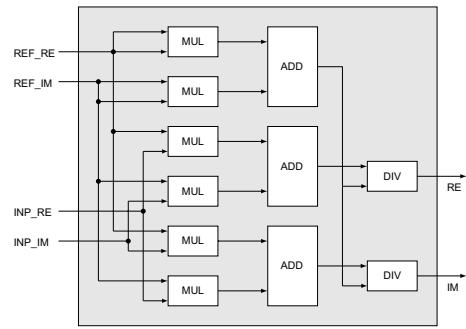 MUL
REF_RE
ADD
REF_IM
MUL
MUL
ADD
DIV
RE
MUL
INP_RE
MUL
INP_IM
ADD
DIV
IM
MUL